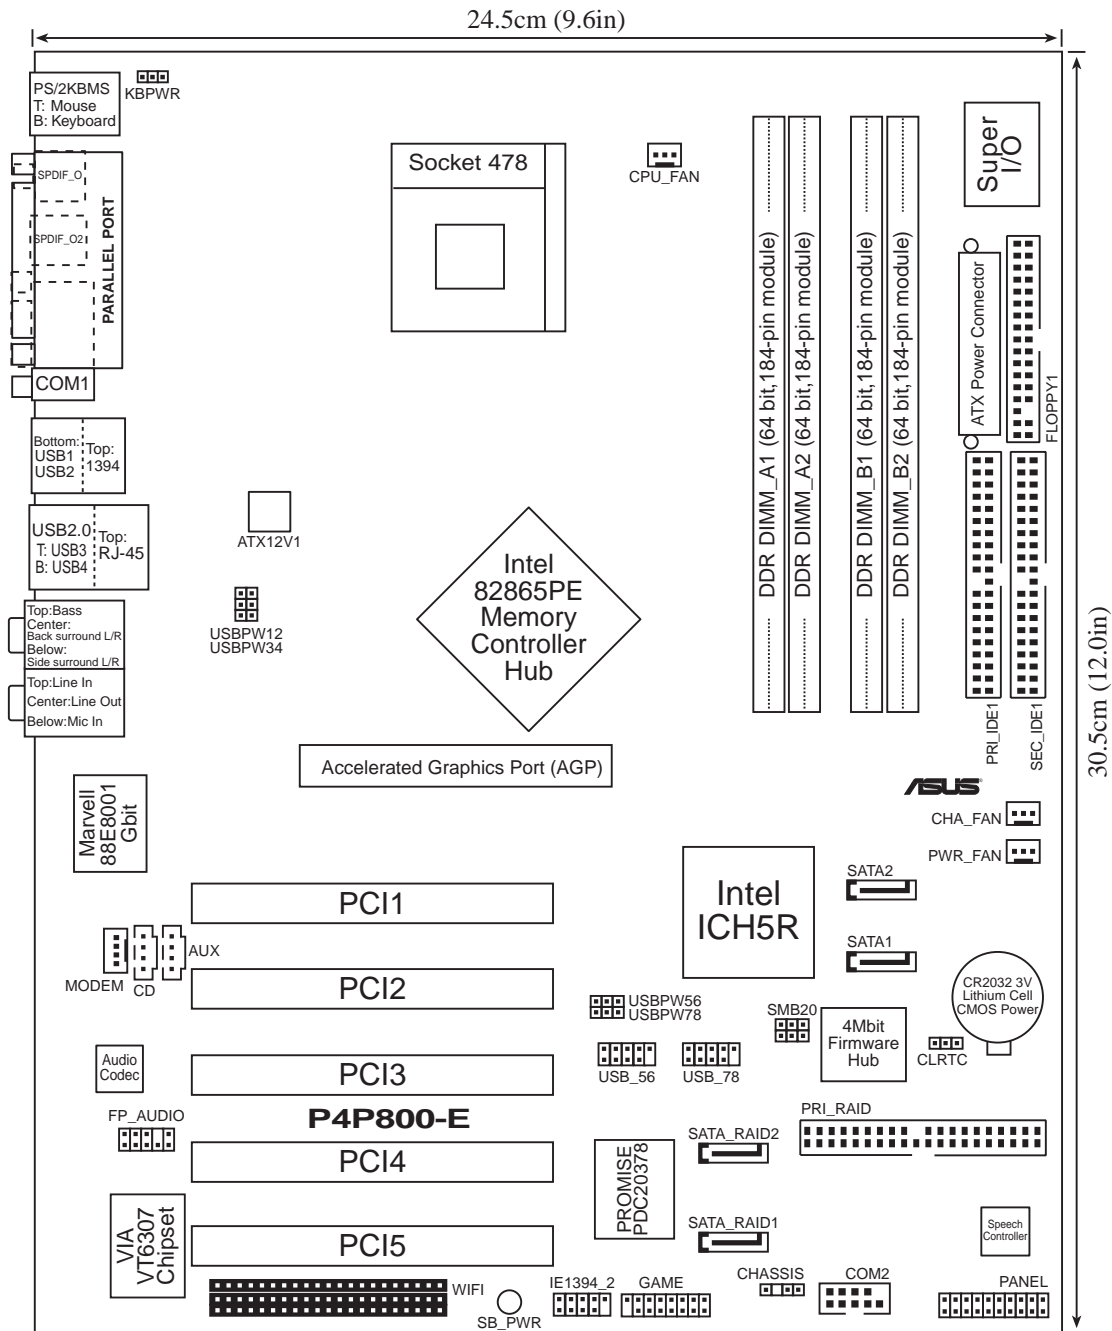 24.5cm (9.6in)
PS/2KBMS
T: Mouse
B: Keyboard
KBPWR
SPDIF_O
SPDIF_O2
PARALLEL PORT
COM1
Socket 478
CPU_FAN
Super
I/O
DDR DIMM_A1 (64 bit,184-pin module)
DDR DIMM_A2 (64 bit,184-pin module)
DDR DIMM_B1 (64 bit,184-pin module)
DDR DIMM_B2 (64 bit,184-pin module)
ATX Power Connector
FLOPPY1
Bottom:
USB1
USB2
Top:
1394
USB2.0
T: USB3
B: USB4
Top:
RJ-45
ATX12V1
USBPW12
USBPW34
Intel
82865PE
Memory
Controller
Hub
Top:Bass
Center:
Back surround L/R
Below:
Side surround L/R
Top:Line In
Center:Line Out
Below:Mic In
PRI_IDE1
SEC_IDE1
30.5cm (12.0in)
Accelerated Graphics Port (AGP)
ASUS
Marvell
88E8001
Gbit
CHA_FAN
PWR_FAN
PCI1
Intel
ICH5R
SATA2
SATA1
MODEM
CD
AUX
PCI2
USBPW56
USBPW78
SMB20
4Mbit
Firmware
Hub
CR2032 3V
Lithium Cell
CMOS Power
CLRTC
Audio
Codec
PCI3
USB_56
USB_78
P4P800-E
FP_AUDIO
PRI_RAID
PCI4
PROMISE
PDC20378
SATA_RAID2
SATA_RAID1
VIA
VT6307
Chipset
PCI5
Speech
Controller
WIFI
SB_PWR
IE1394_2
GAME
CHASSIS
COM2
PANEL